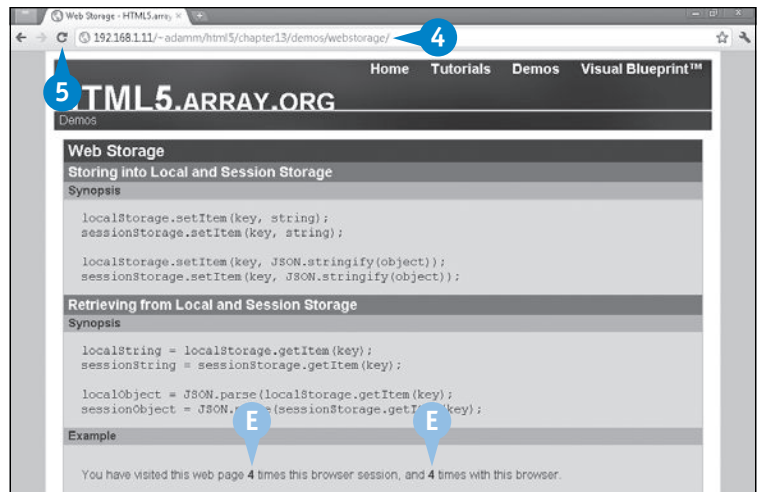 Web Storage - HTML5.array
192.168.1.11/~adamm/html5/chapter13/demos/webstorage/
4
5
Home Tutorials Demos Visual Blueprint™
HTML5.ARRAY.ORG
Demos
Web Storage
Storing into Local and Session Storage
Synopsis
localStorage.setItem(key, string);
sessionStorage.setItem(key, string);
localStorage.setItem(key, JSON.stringify(object));
sessionStorage.setItem(key, JSON.stringify(object));
Retrieving from Local and Session Storage
Synopsis
localString = localStorage.getItem(key);
sessionString = sessionStorage.getItem(key);
localObject = JSON.parse(localStorage.getItem(key);
sessionObject = (sessionStorage.getItem(key);
E E
Example
You have visited this web page 4 times this browser session, and 4 times with this browser.